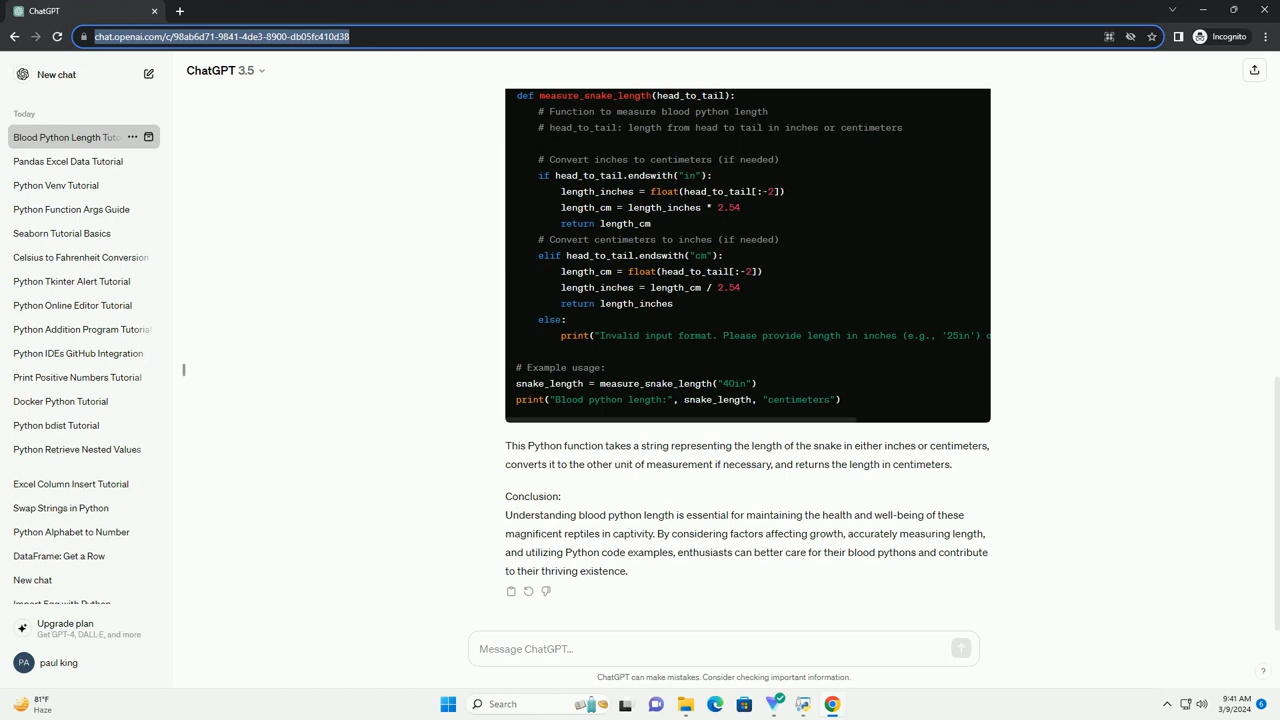 ChatGPT
chat.openai.com/c/98ab6d71-9841-4de3-8900-db05fc410d38
Incognito
New chat
ChatGPT 3.5
Today
Blood Python Length Tuto
Pandas Excel Data Tutorial
Python Venv Tutorial
Python Function Args Guide
Seaborn Tutorial Basics
Celsius to Fahrenheit Conversion
Python Tkinter Alert Tutorial
Python Online Editor Tutorial
Python Addition Program Tutorial
Python IDEs GitHub Integration
Print Positive Numbers Tutorial
Docker Python Tutorial
Python bdist Tutorial
Python Retrieve Nested Values
Excel Column Insert Tutorial
Swap Strings in Python
Python Alphabet to Number
DataFrame: Get a Row
New chat
Import Egg with Python
Upgrade plan
Get GPT-4, DALL·E, and more
PA
paul king
def measure_snake_length(head_to_tail):
# Function to measure blood python length
# head_to_tail: length from head to tail in inches or centimeters
# Convert inches to centimeters (if needed)
if head_to_tail.endswith("in"):
length_inches = float(head_to_tail[:-2])
length_cm = length_inches * 2.54
return length_cm
# Convert centimeters to inches (if needed)
elif head_to_tail.endswith("cm"):
length_cm = float(head_to_tail[:-2])
length_inches = length_cm / 2.54
return length_inches
else:
print("Invalid input format. Please provide length in inches (e.g., '25in') o
# Example usage:
snake_length = measure_snake_length("40in")
print("Blood python length:", snake_length, "centimeters")
This Python function takes a string representing the length of the snake in either inches or centimeters,
converts it to the other unit of measurement if necessary, and returns the length in centimeters.
Conclusion:
Understanding blood python length is essential for maintaining the health and well-being of these
magnificent reptiles in captivity. By considering factors affecting growth, accurately measuring length,
and utilizing Python code examples, enthusiasts can better care for their blood pythons and contribute
to their thriving existence.
Message ChatGPT...
ChatGPT can make mistakes. Consider checking important information.
?
81°F
Haze
Search
9:41 AM
3/9/2024
6